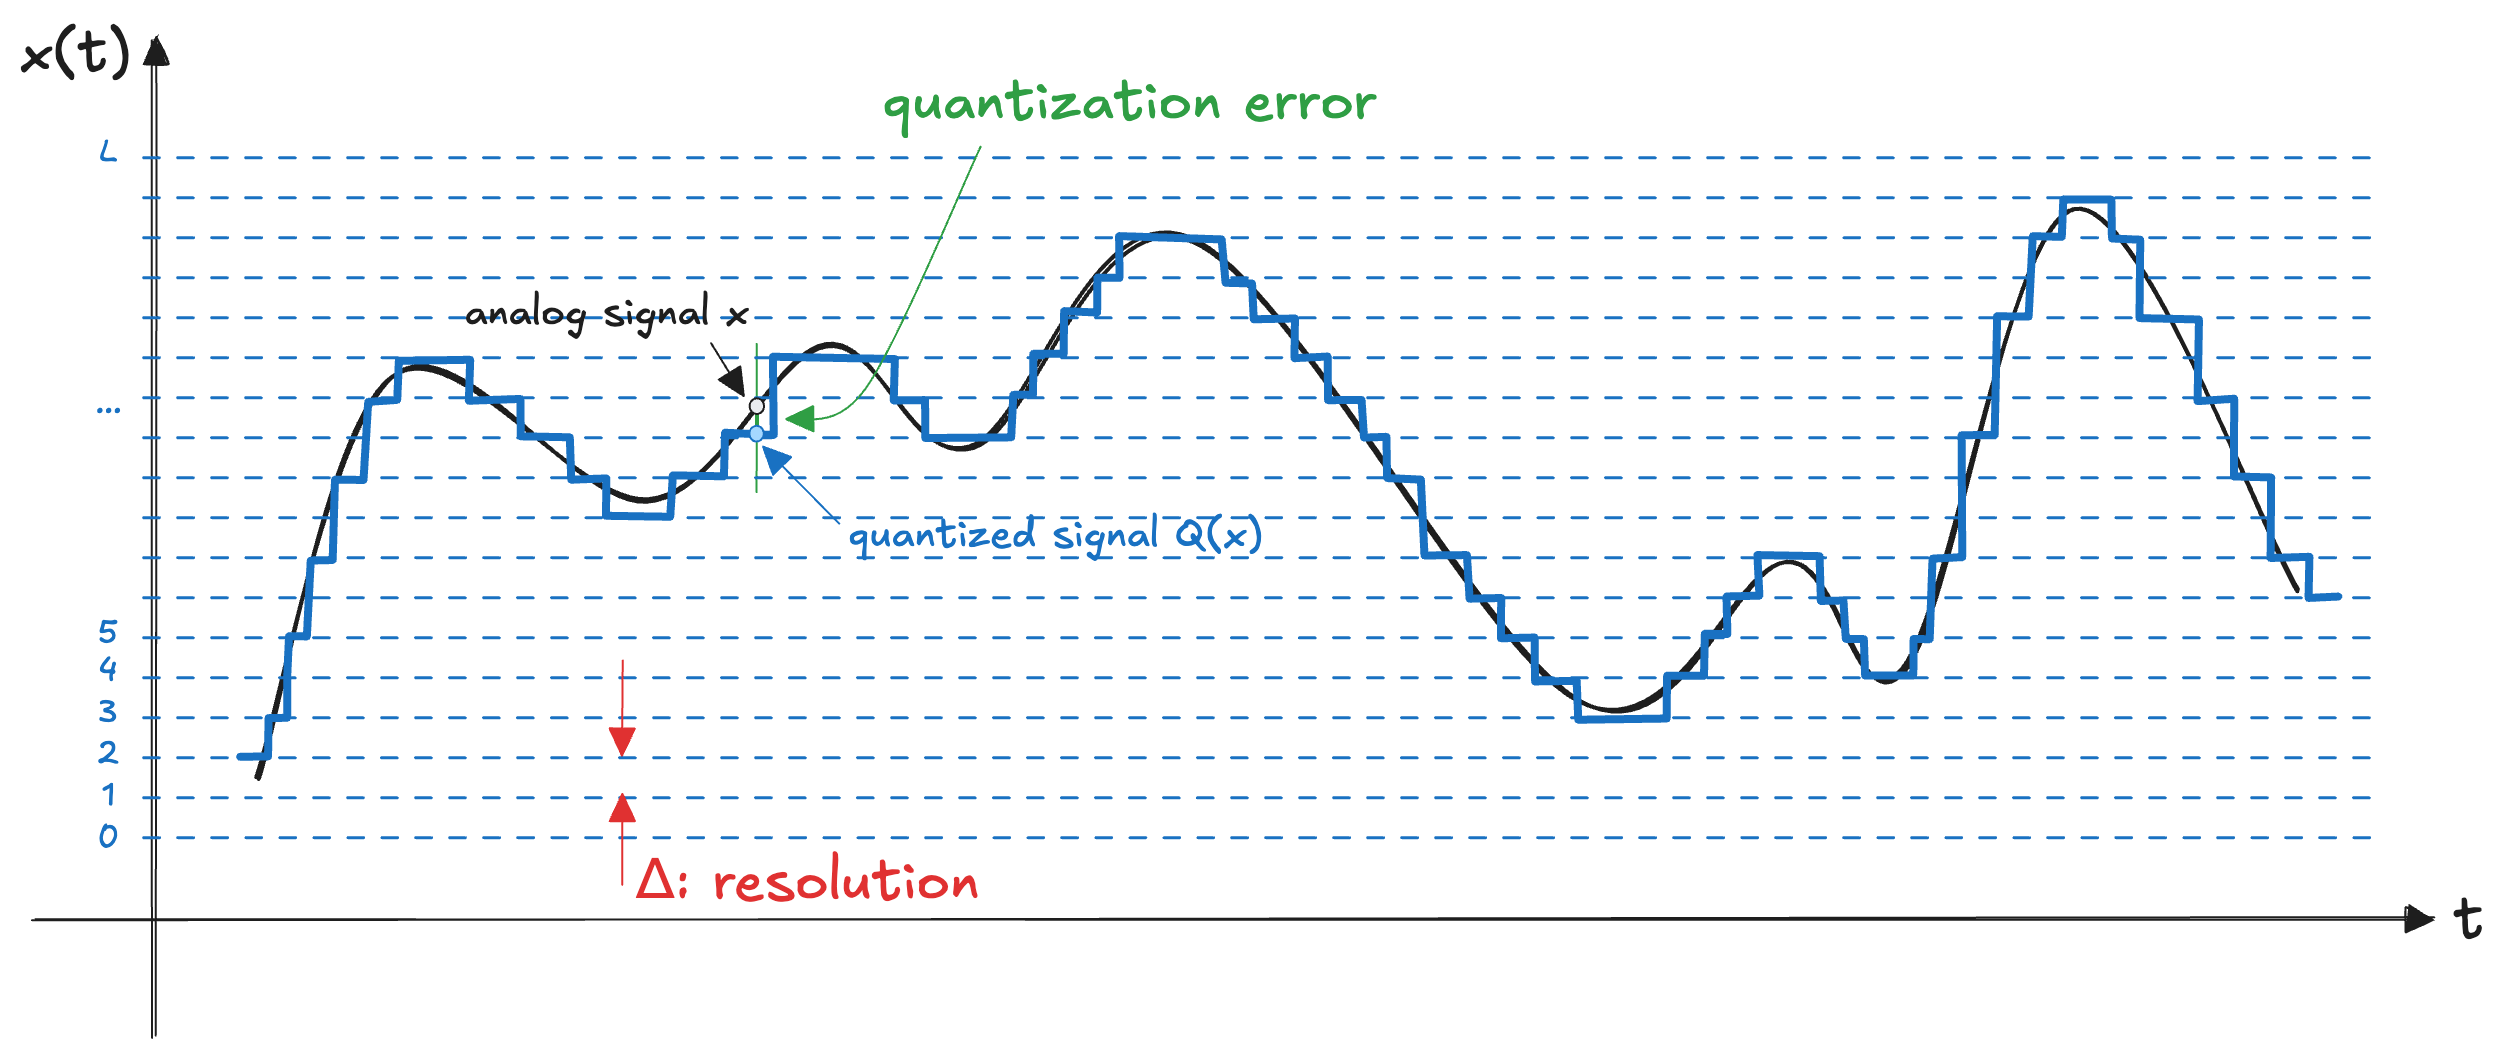 x(t)
quantization error
L
analog signal x
...
quantized signal Q(x)
5
4
3
2
1
0
Δ: resolution
t